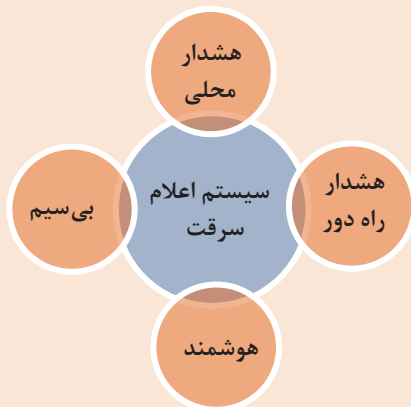 هشدار
محلی
سیستم اعلام
سرقت
هشدار
راه دور
بی‌سیم
هوشمند